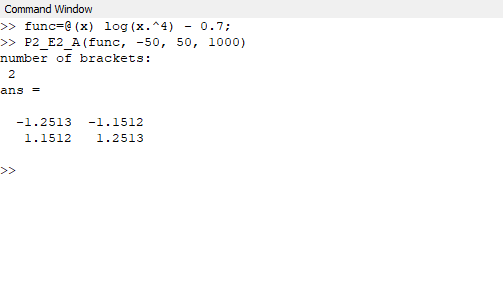 Command Window
>> func=@(x) log(x.^4) - 0.7;
>> P2_E2_A(func, -50, 50, 1000)
number of brackets:
 2
ans =
  -1.2513  -1.1512
   1.1512   1.2513
>>